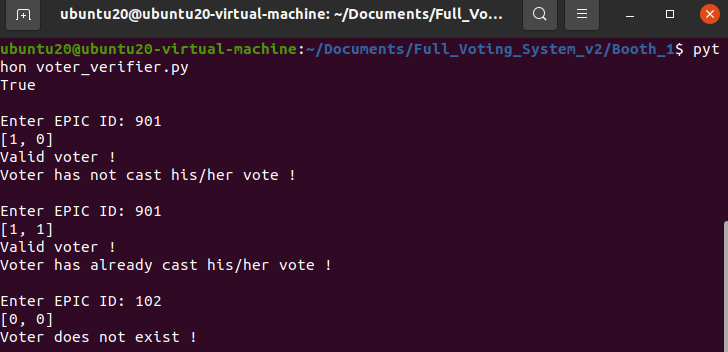 ubuntu20@ubuntu20-virtual-machine: ~/Documents/Full_Vo...
ubuntu20@ubuntu20-virtual-machine:~/Documents/Full_Voting_System_v2/Booth_1$ pyt
hon voter_verifier.py
True
Enter EPIC ID: 901
[1, 0]
Valid voter !
Voter has not cast his/her vote !
Enter EPIC ID: 901
[1, 1]
Valid voter !
Voter has already cast his/her vote !
Enter EPIC ID: 102
[0, 0]
Voter does not exist !